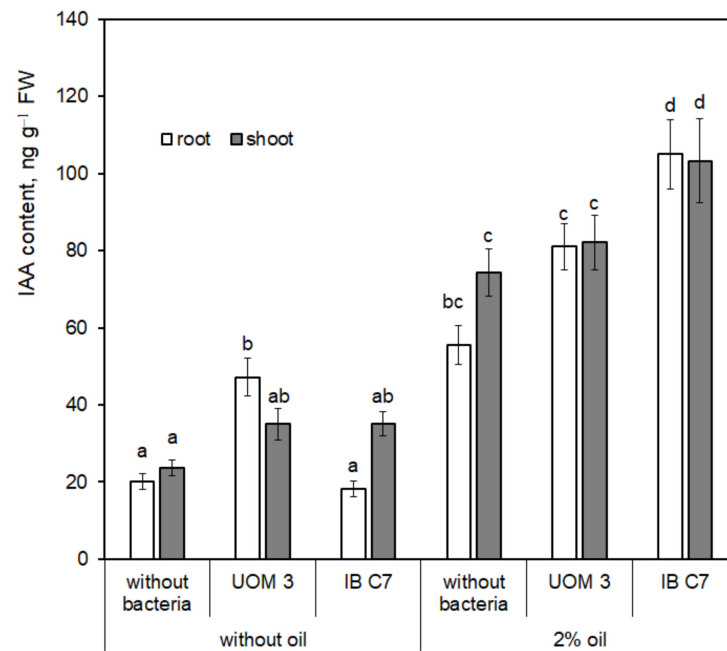 140
120
100
80
60
40
20
0
IAA content, ng g⁻¹ FW
root shoot
a a
b ab
a ab
bc c
c c
d d
without
bacteria
UOM 3
IB C7
without
bacteria
UOM 3
IB C7
without oil
2% oil